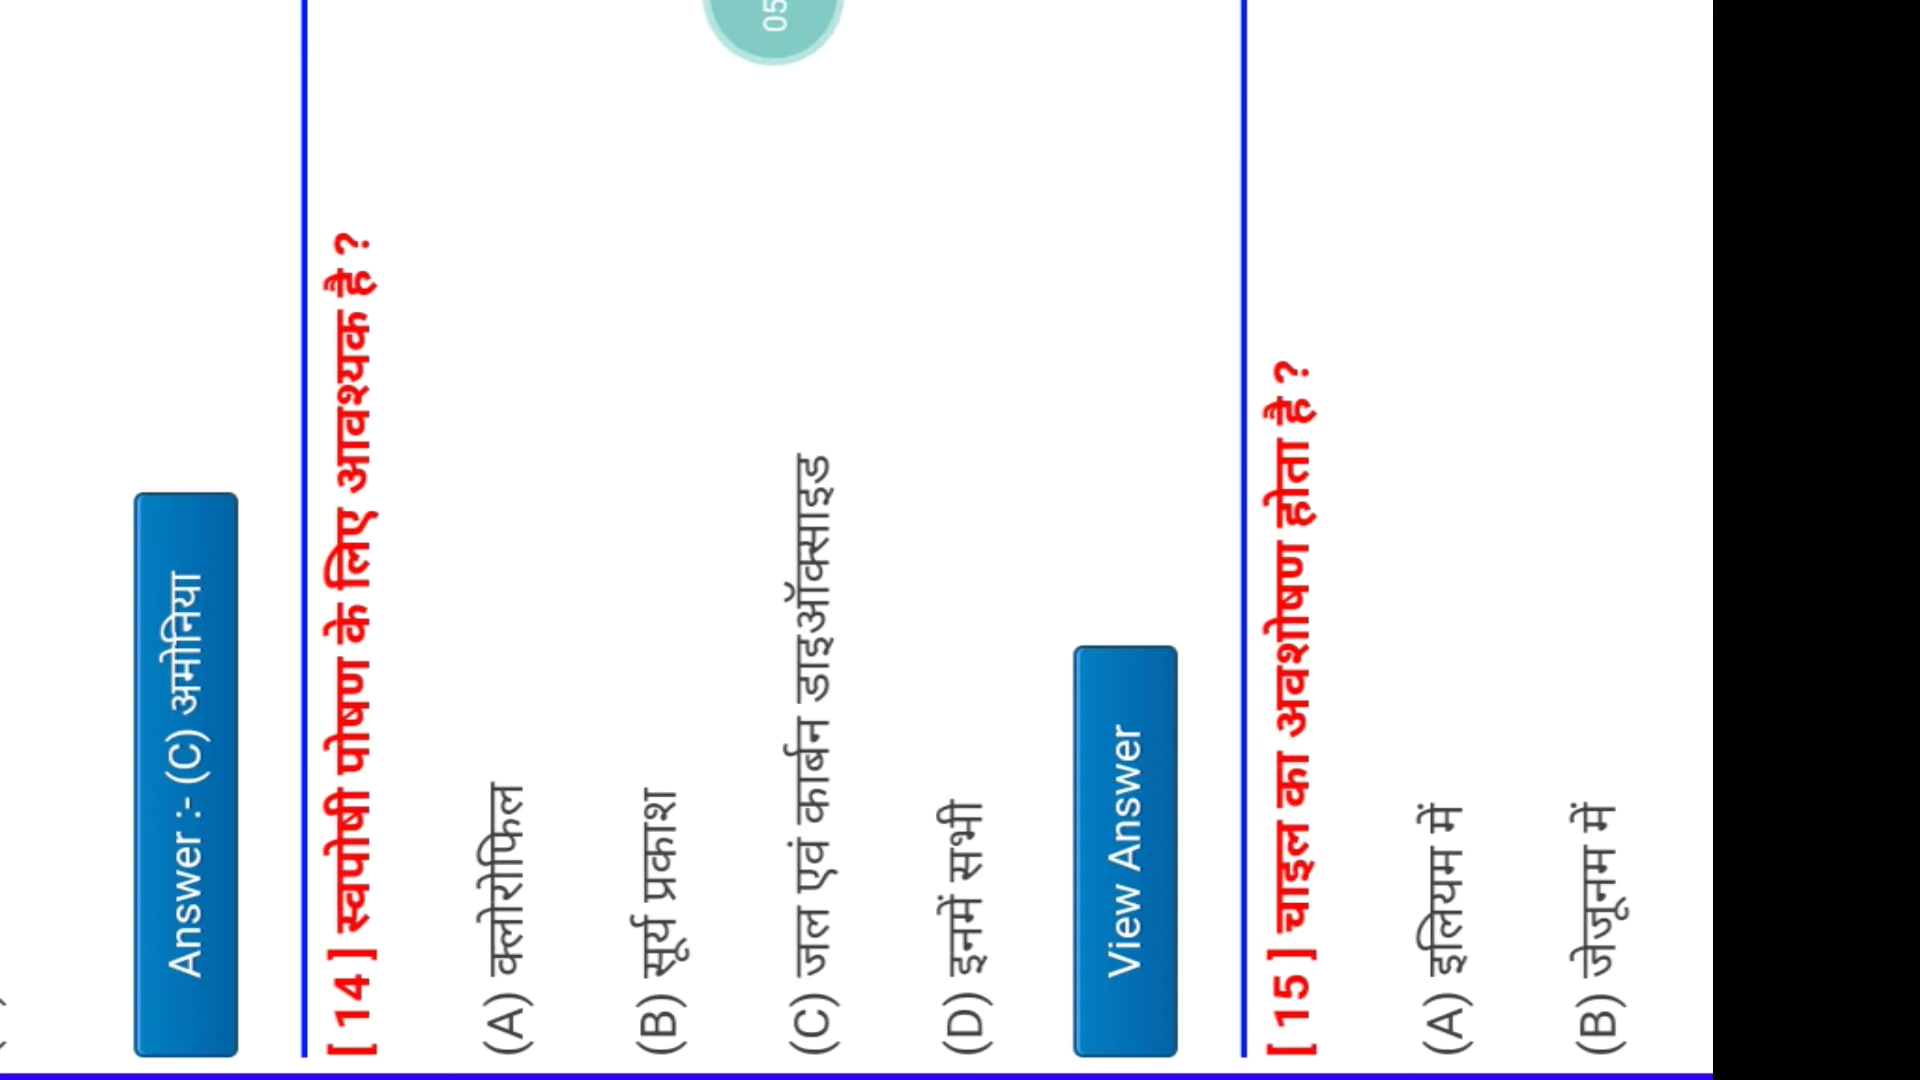 05
Answer :- (C) अमोनिया
[ 14 ] स्वपोषी पोषण के लिए आवश्यक है ?
(A) क्लोरोफिल
(B) सूर्य प्रकाश
(C) जल एवं कार्बन डाइऑक्साइड
(D) इनमें सभी
View Answer
[ 15 ] चाइल का अवशोषण होता है ?
(A) इलियम में
(B) जेजूनम में